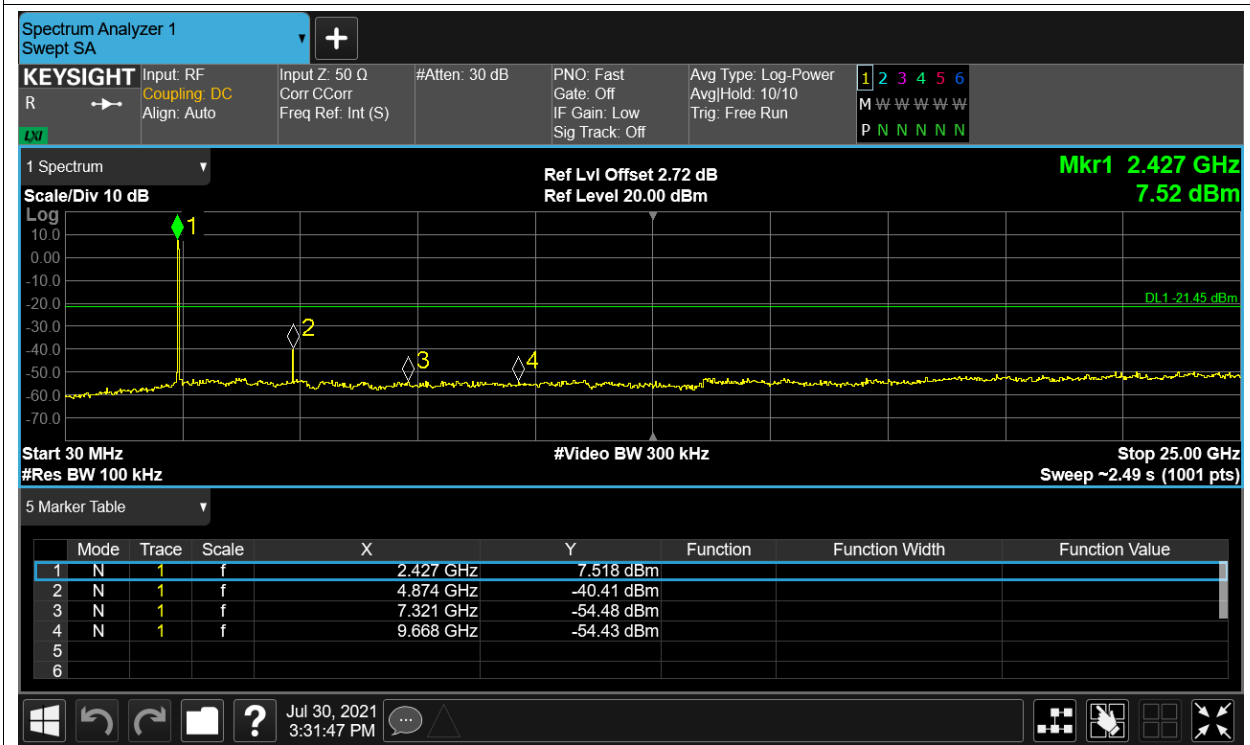 Spectrum Analyzer 1
Swept SA
KEYSIGHT Input: RF Input Z: 50 Ω #Atten: 30 dB PNO: Fast Avg Type: Log-Power 1 2 3 4 5 6
R Coupling: DC Corr CCorr Gate: Off Avg|Hold: 10/10 M W W W W W
Align: Auto Freq Ref: Int (S) IF Gain: Low Trig: Free Run
LXI Sig Track: Off P N N N N N
1 Spectrum Ref Lvl Offset 2.72 dB Mkr1 2.427 GHz
Scale/Div 10 dB Ref Level 20.00 dBm 7.52 dBm
Log
1
10.0
0.00
-10.0
-20.0
DL1 -21.45 dBm
-30.0
2
-40.0
3 4
-50.0
-60.0
-70.0
Start 30 MHz #Video BW 300 kHz Stop 25.00 GHz
#Res BW 100 kHz Sweep ~2.49 s (1001 pts)
5 Marker Table
Mode Trace Scale X Y Function Function Width Function Value
1 N 1 f 2.427 GHz 7.518 dBm
2 N 1 f 4.874 GHz -40.41 dBm
3 N 1 f 7.321 GHz -54.48 dBm
4 N 1 f 9.668 GHz -54.43 dBm
5
6
? Jul 30, 2021
3:31:47 PM